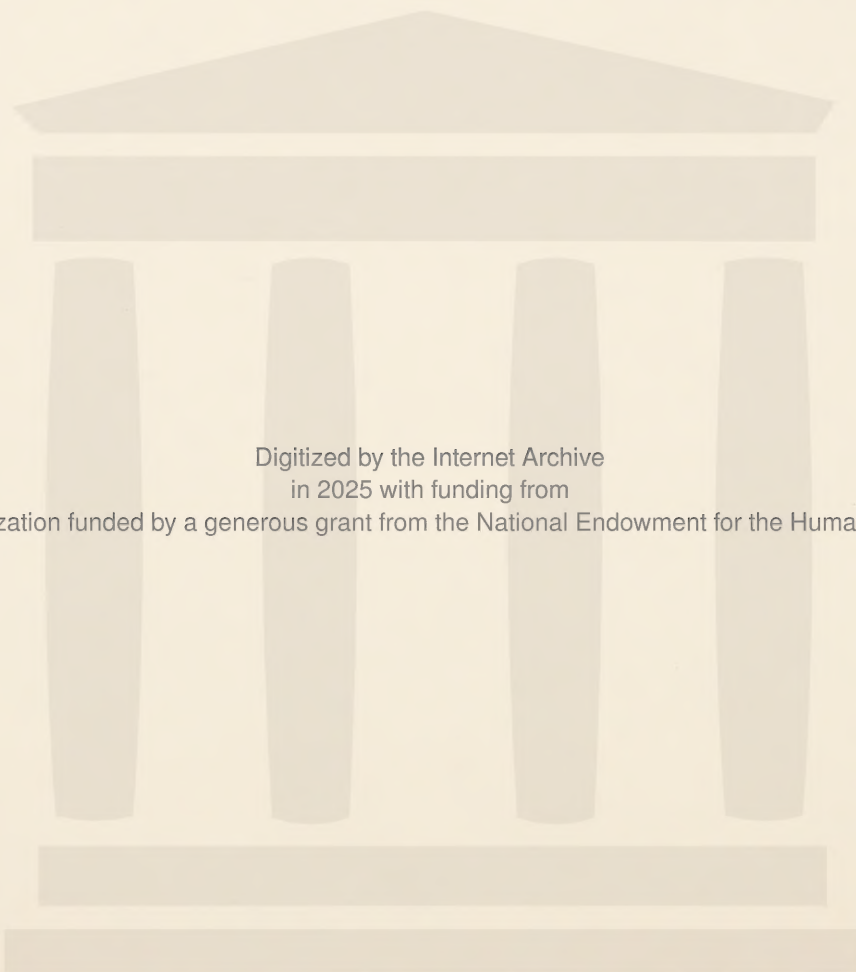 Digitized by the Internet Archive
in 2025 with funding from
zation funded by a generous grant from the National Endowment for the Huma